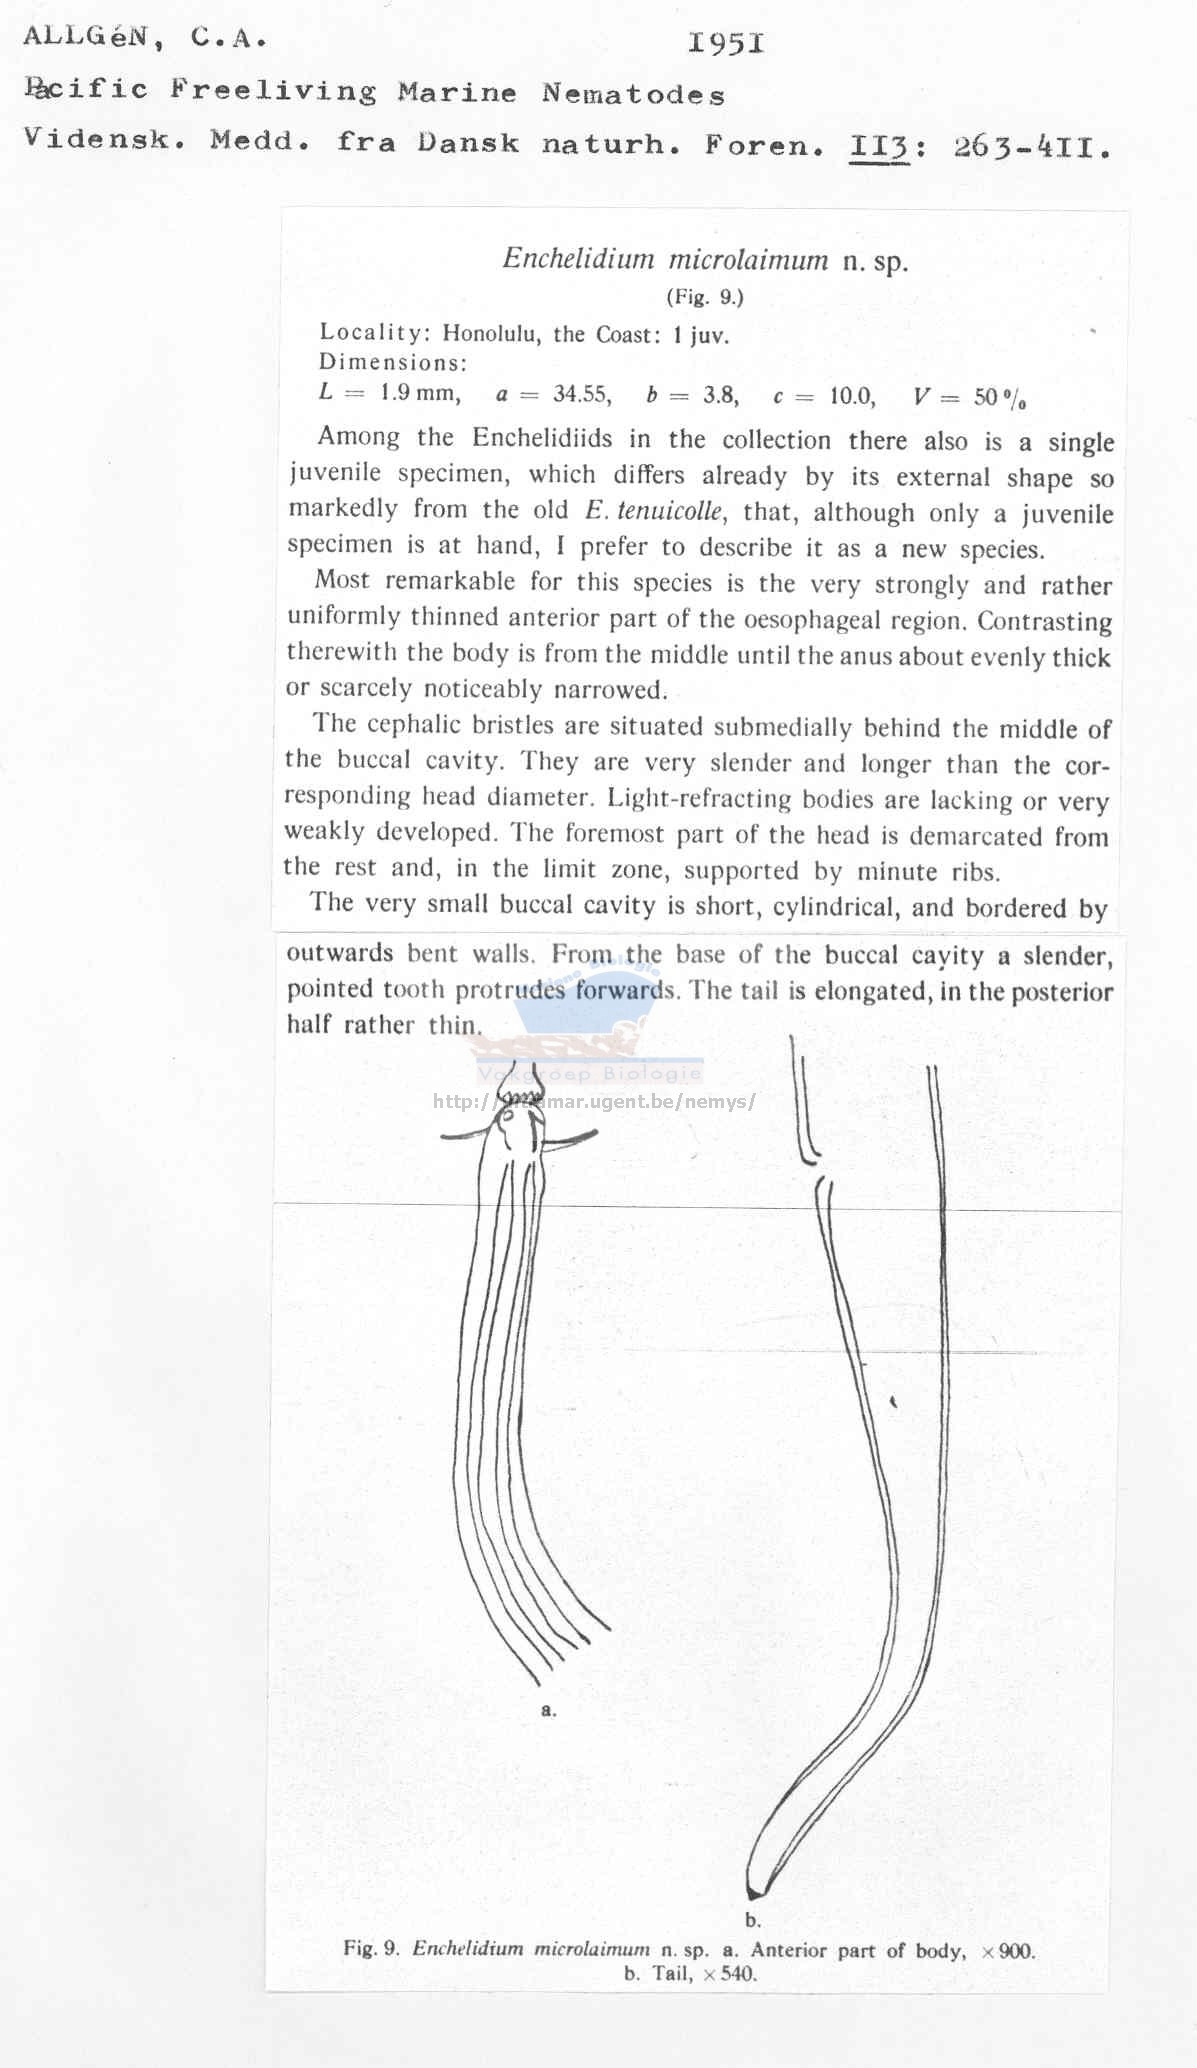 ALLGéN, C.A. 1951
Pacific Freeliving Marine Nematodes
Vidensk. Medd. fra Dansk naturh. Foren. II3: 263-4II.
Enchelidium microlaimum n. sp.
(Fig. 9.)
Locality: Honolulu, the Coast: 1 juv.
Dimensions:
L = 1.9 mm, a = 34.55, b = 3.8, c = 10.0, V = 50 %
Among the Enchelidiids in the collection there also is a single
juvenile specimen, which differs already by its external shape so
markedly from the old E. tenuicolle, that, although only a juvenile
specimen is at hand, I prefer to describe it as a new species.
Most remarkable for this species is the very strongly and rather
uniformly thinned anterior part of the oesophageal region. Contrasting
therewith the body is from the middle until the anus about evenly thick
or scarcely noticeably narrowed.
The cephalic bristles are situated submedially behind the middle of
the buccal cavity. They are very slender and longer than the cor-
responding head diameter. Light-refracting bodies are lacking or very
weakly developed. The foremost part of the head is demarcated from
the rest and, in the limit zone, supported by minute ribs.
The very small buccal cavity is short, cylindrical, and bordered by
outwards bent walls. From the base of the buccal cavity a slender,
pointed tooth protrudes forwards. The tail is elongated, in the posterior
half rather thin.
Vakgroep Biologie
ugent.be/nemys/
a.
b.
Fig. 9. Enchelidium microlaimum n. sp. a. Anterior part of body, ×900.
b. Tail, ×540.